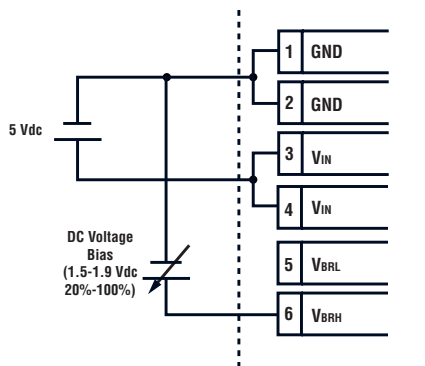 1 GND
2 GND
5 Vdc
3 VIN
4 VIN
DC Voltage
Bias
(1.5-1.9 Vdc
20%-100%)
5 VBRL
6 VBRH